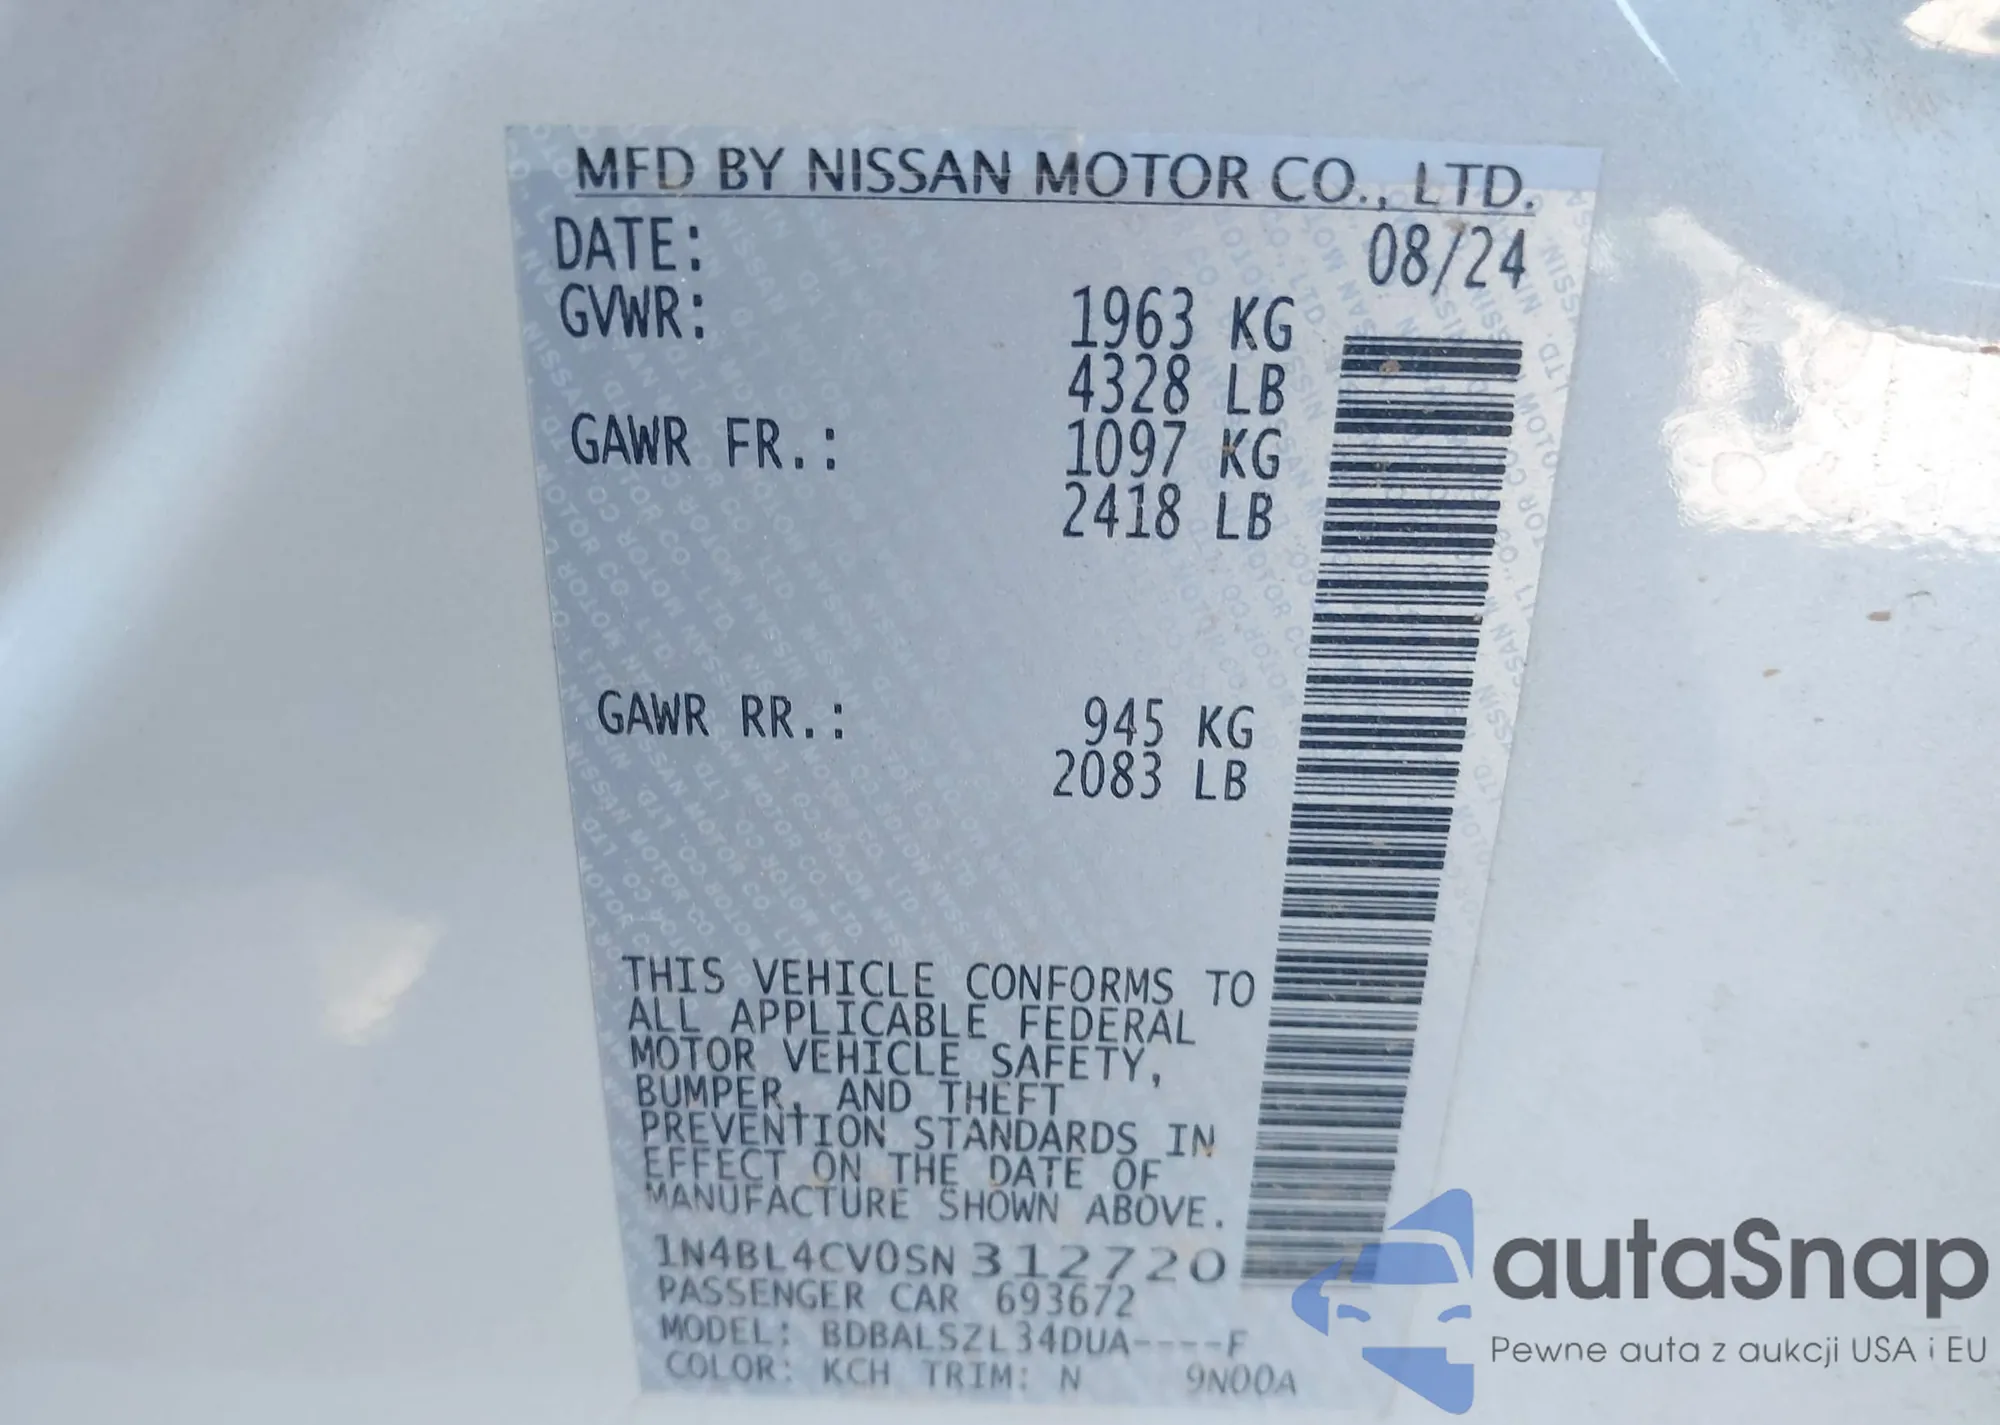 MFD BY NISSAN MOTOR CO., LTD.
DATE: 08/24
GVWR: 1963 KG
4328 LB
GAWR FR.: 1097 KG
2418 LB
GAWR RR.: 945 KG
2083 LB
THIS VEHICLE CONFORMS TO
ALL APPLICABLE FEDERAL
MOTOR VEHICLE SAFETY,
BUMPER, AND THEFT
PREVENTION STANDARDS IN
EFFECT ON THE DATE OF
MANUFACTURE SHOWN ABOVE.
1N4BL4CV0SN312720
PASSENGER CAR 693672
MODEL: BDBALSZL34DUA----F
COLOR: KCH TRIM: N 9N00A
autaSnap
Pewne auta z aukcji USA i EU